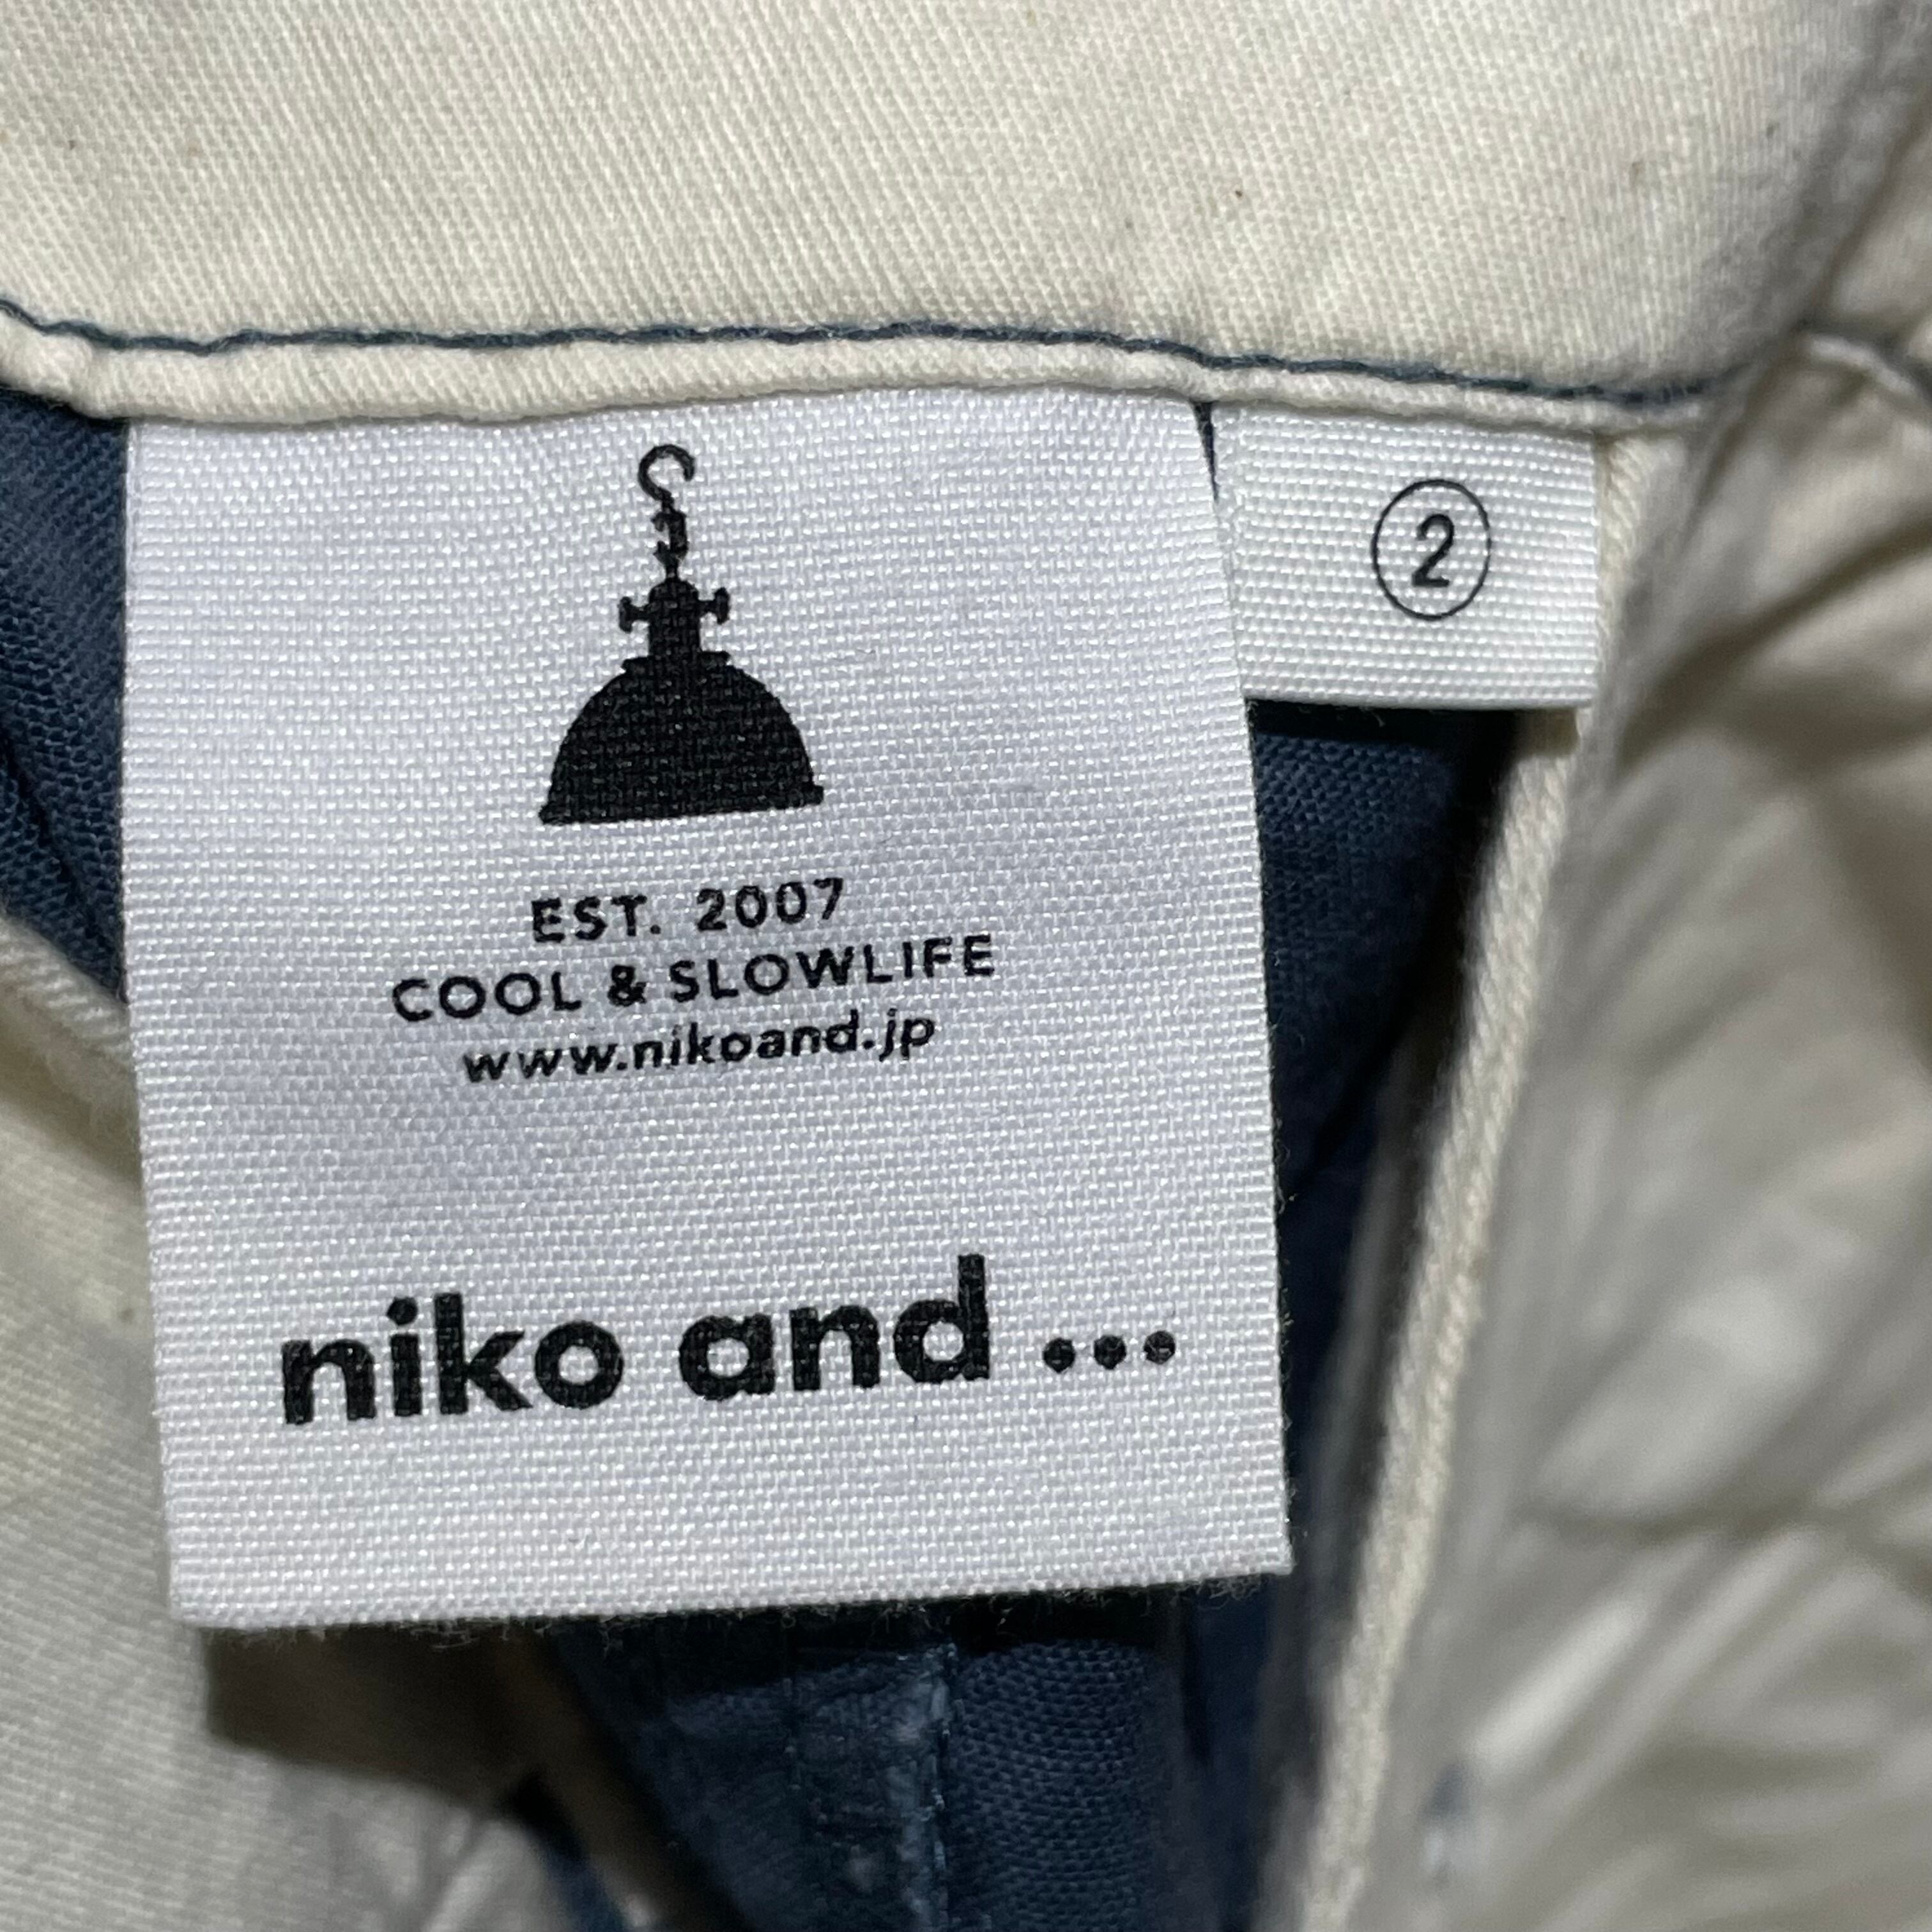 ②
EST. 2007
COOL & SLOWLIFE
www.nikoand.jp
niko and ...